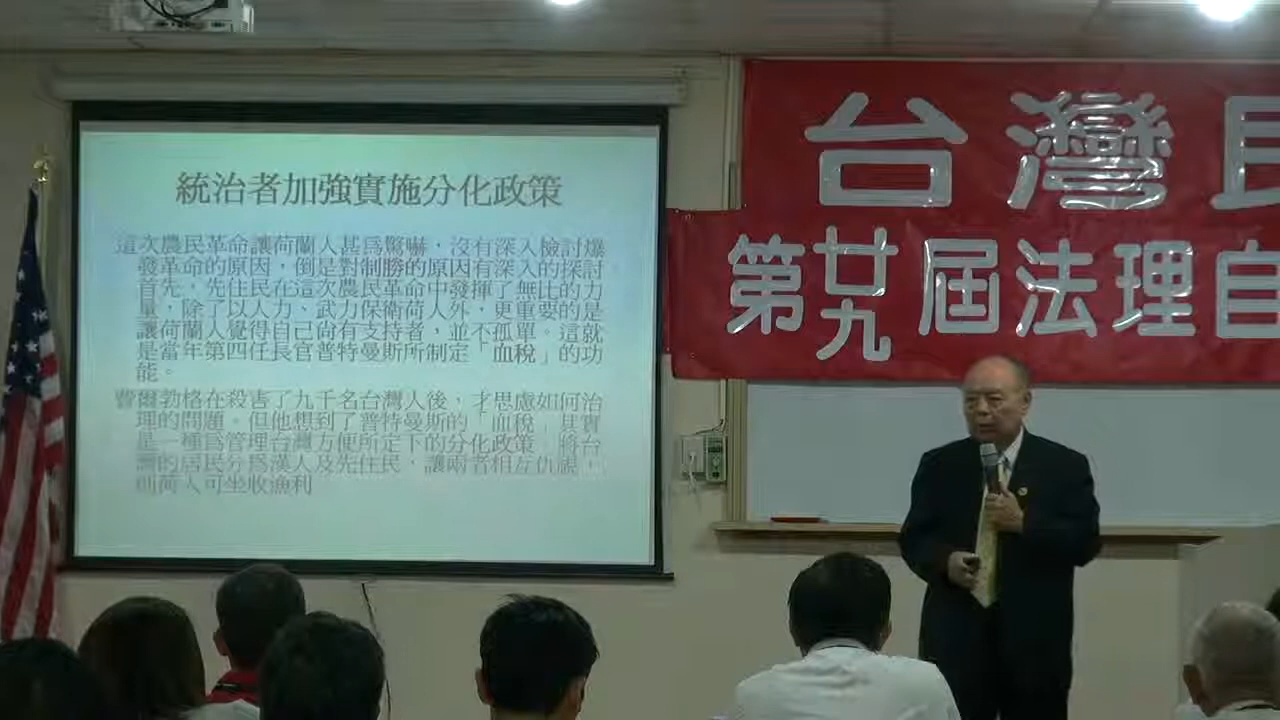 統治者加強實施分化政策
這次農民革命讓荷蘭人甚為驚嚇，沒有深入檢討爆
發革命的原因，倒是對制勝的原因有深入的探討
首先，先住民在這次農民革命中發揮了無比的力
量，除了以人力、武力保衛荷人外，更重要的是
讓荷蘭人覺得自己尚有支持者，並不孤單。這就
是當年第四任長官普特曼斯所制定「血稅」的功
能。
費爾勃格在殺害了九千名台灣人後，才思慮如何治
理的問題。但他想到了普特曼斯的「血稅」其實
是一種為管理台灣方便所定下的分化政策，將台
灣的居民分為漢人及先住民，讓兩者相互仇視，
則荷人可坐收漁利
台灣民
第廿九屆法理自